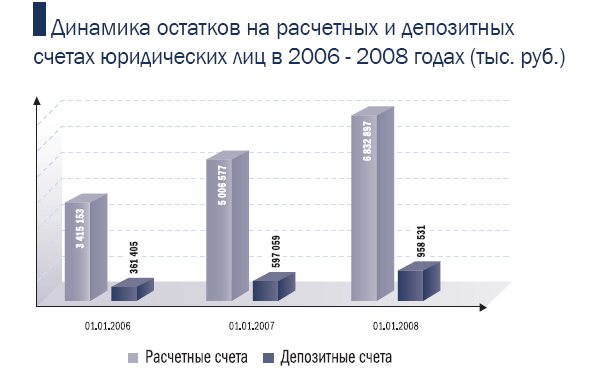 Динамика остатков на расчетных и депозитных
счетах юридических лиц в 2006 - 2008 годах (тыс. руб.)
3 415 153
361 405
5 006 577
597 059
6 832 897
958 531
01.01.2006
01.01.2007
01.01.2008
Расчетные счета
Депозитные счета